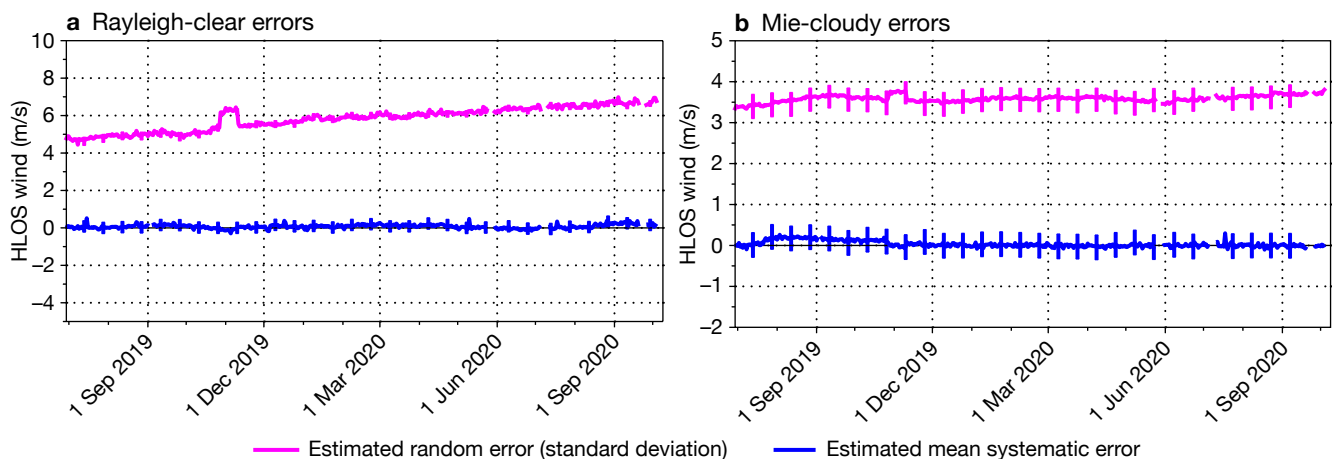 a Rayleigh-clear errors
10
8
6
4
2
0
−2
−4
HLOS wind (m/s)
1 Sep 2019
1 Dec 2019
1 Mar 2020
1 Jun 2020
1 Sep 2020
b Mie-cloudy errors
5
4
3
2
1
0
−1
−2
HLOS wind (m/s)
1 Sep 2019
1 Dec 2019
1 Mar 2020
1 Jun 2020
1 Sep 2020
Estimated random error (standard deviation)
Estimated mean systematic error